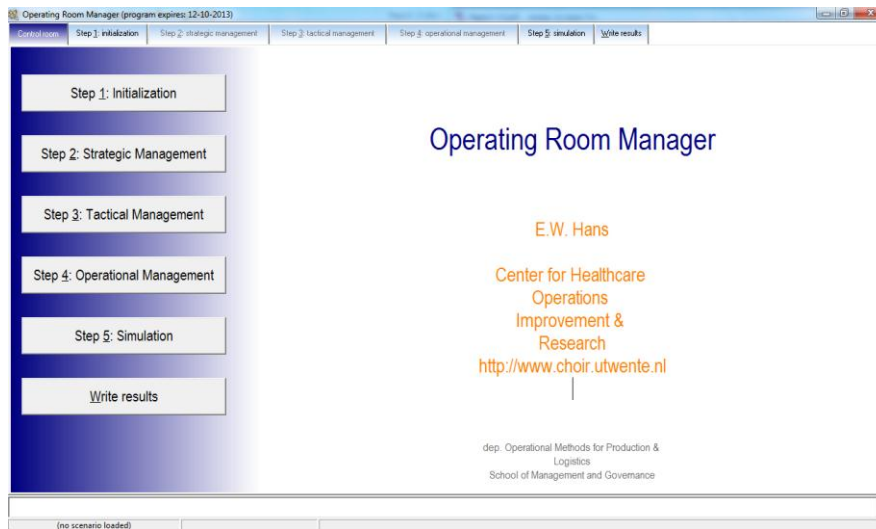 Operating Room Manager (program expires: 12-10-2013)
Control room Step 1: initialization Step 2: strategic management Step 3: tactical management Step 4: operational management Step 5: simulation Write results
Step 1: Initialization
Step 2: Strategic Management
Step 3: Tactical Management
Step 4: Operational Management
Step 5: Simulation
Write results
Operating Room Manager
E.W. Hans
Center for Healthcare
Operations
Improvement &
Research
http://www.choir.utwente.nl
dep. Operational Methods for Production &
Logistics
School of Management and Governance
(no scenario loaded)